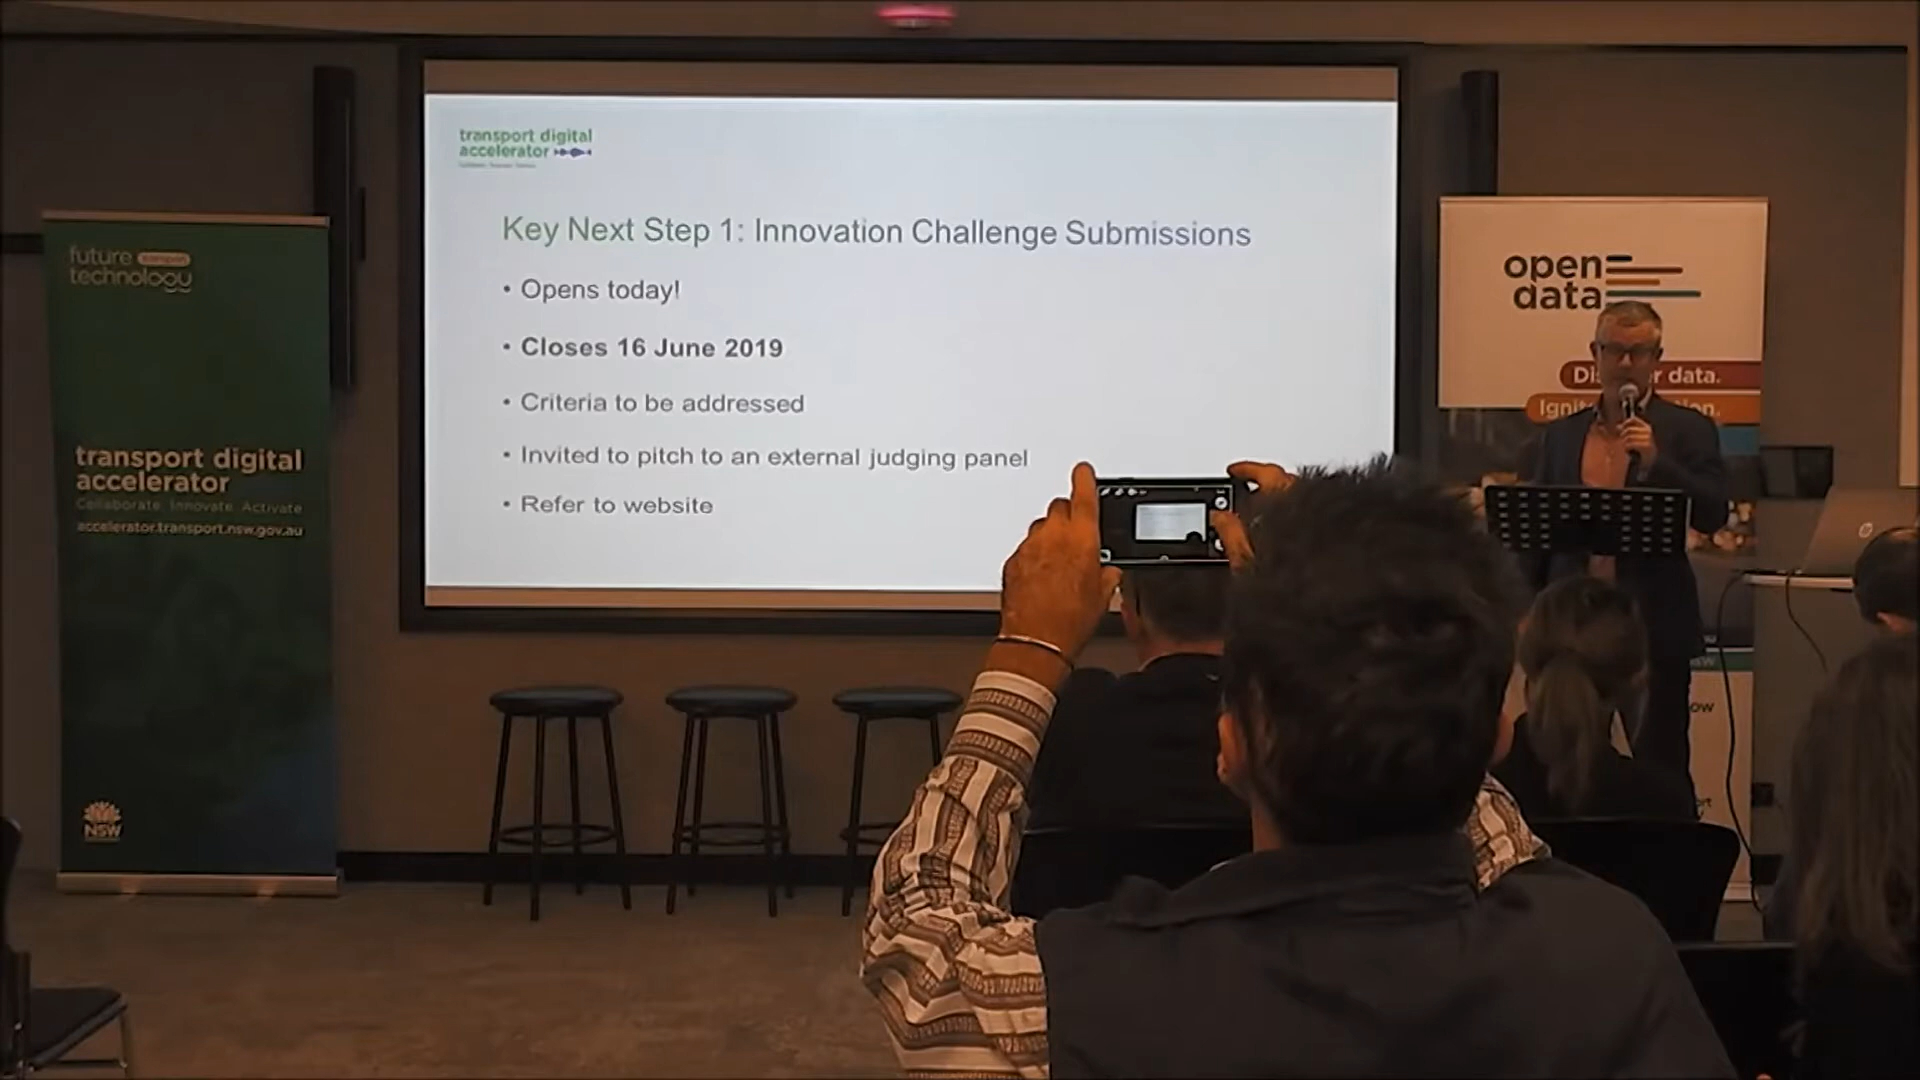 future transport
technology
transport digital
accelerator
Collaborate Innovate Activate
accelerator.transport.nsw.gov.au
NSW
transport digital
accelerator
Key Next Step 1: Innovation Challenge Submissions
• Opens today!
• Closes 16 June 2019
• Criteria to be addressed
• Invited to pitch to an external judging panel
• Refer to website
open
data
data.